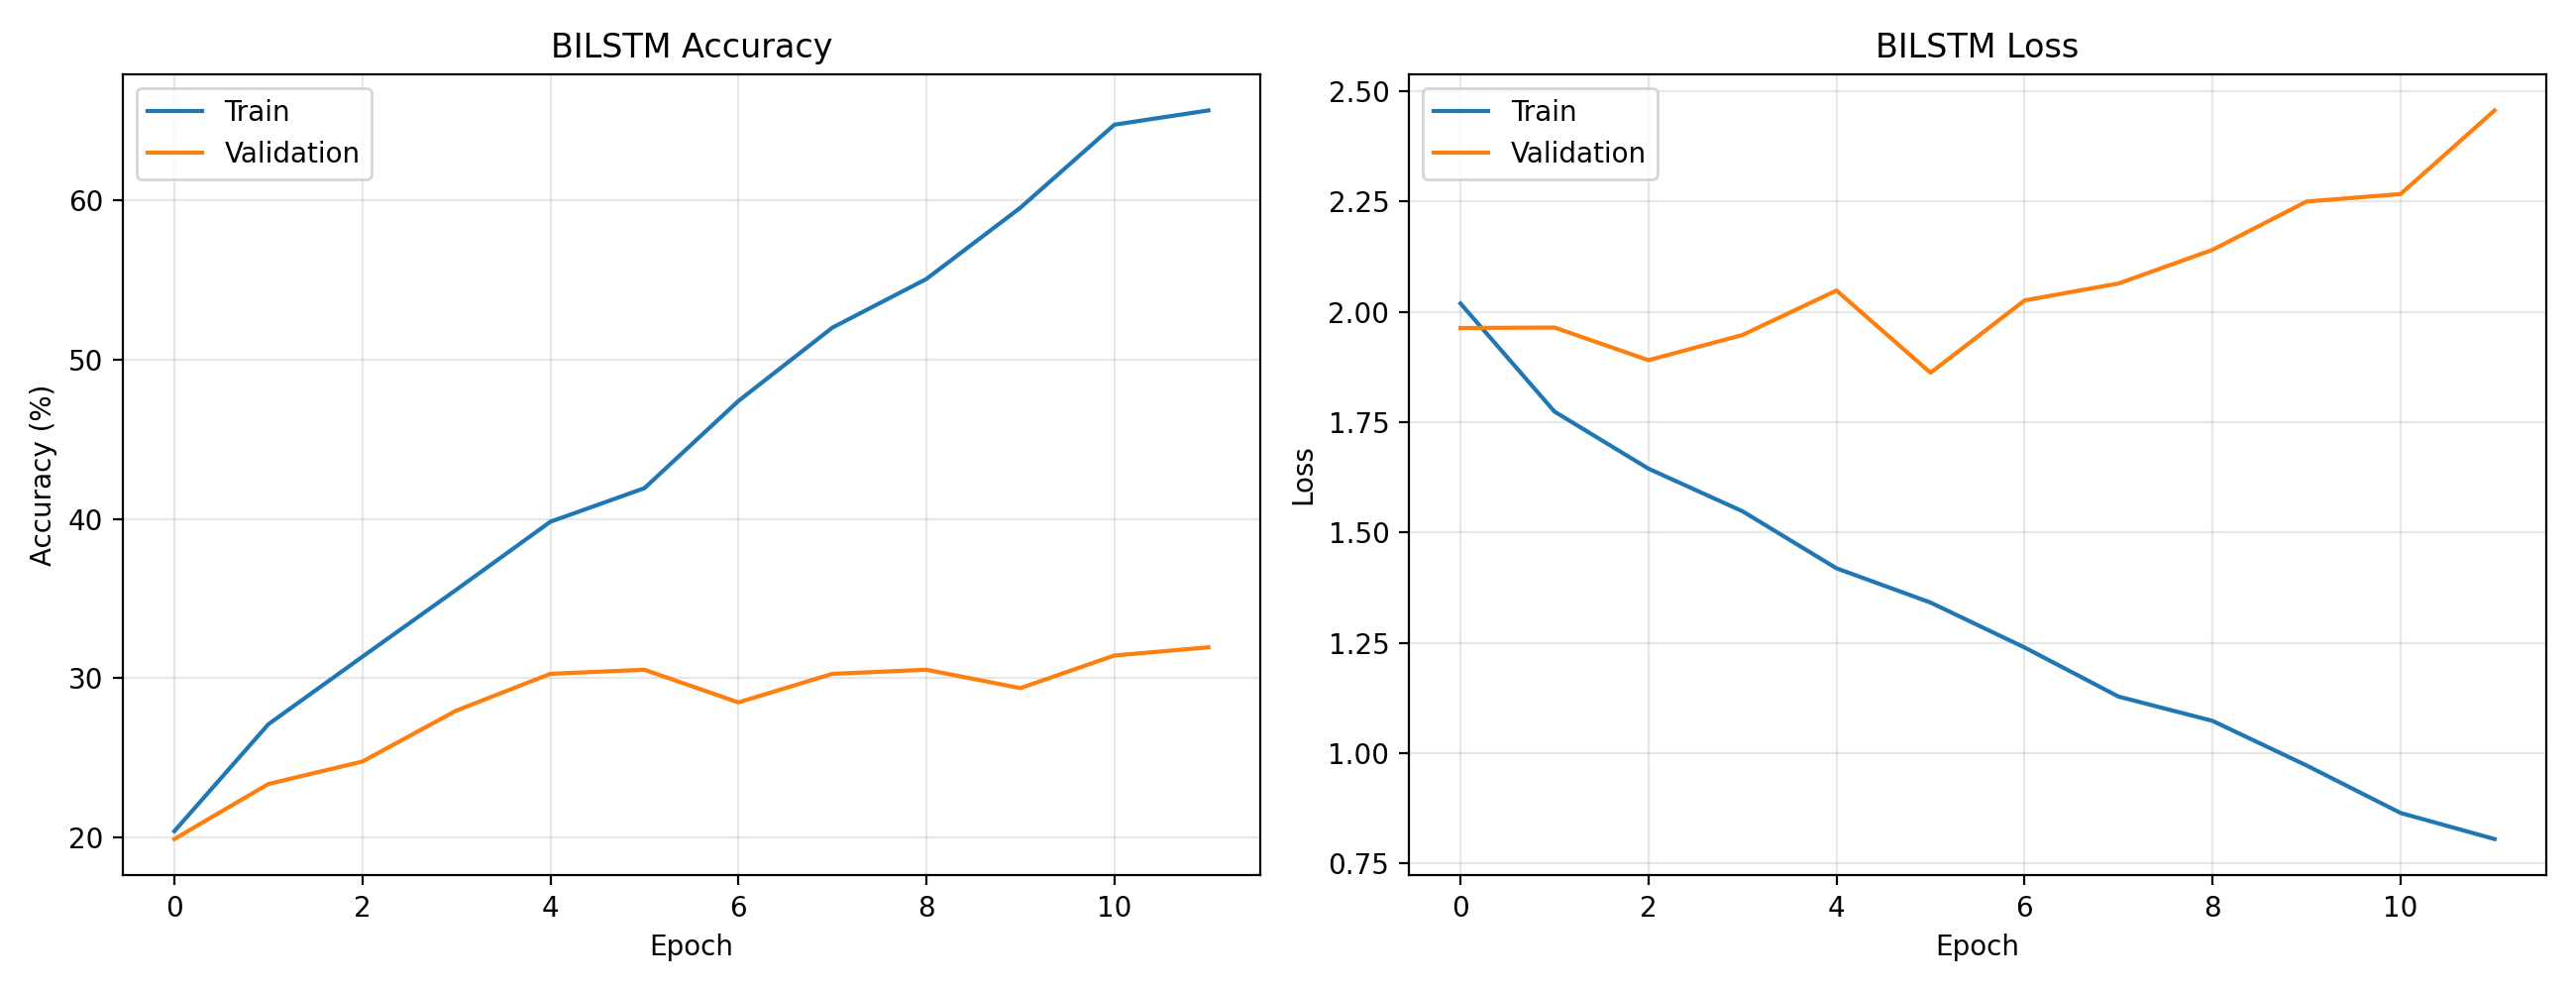 BILSTM Accuracy
Train
Validation
Accuracy (%)
60
50
40
30
20
0 2 4 6 8 10
Epoch
BILSTM Loss
Train
Validation
Loss
2.50
2.25
2.00
1.75
1.50
1.25
1.00
0.75
0 2 4 6 8 10
Epoch